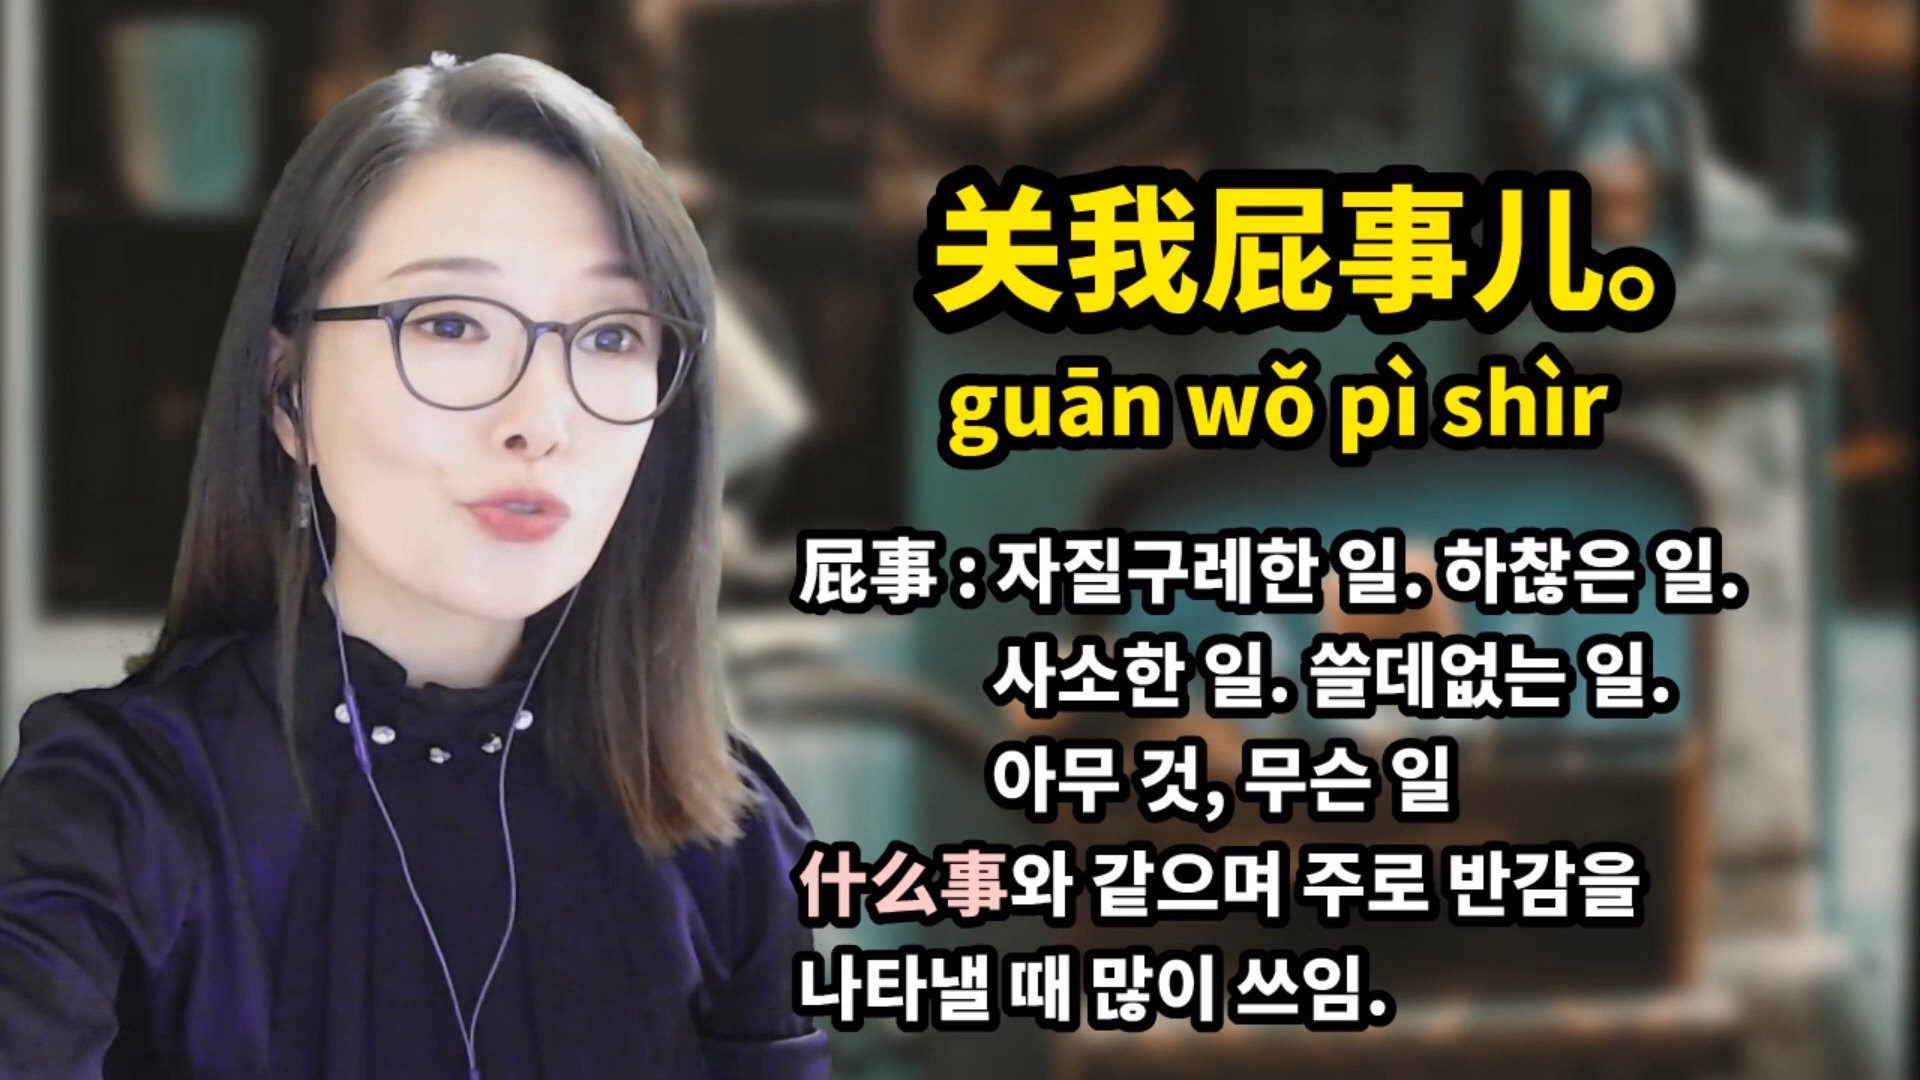 关我屁事儿。
guān wǒ pì shìr
屁事 : 자질구레한 일. 하찮은 일.
사소한 일. 쓸데없는 일.
아무 것, 무슨 일
什么事와 같으며 주로 반감을
나타낼 때 많이 쓰임.